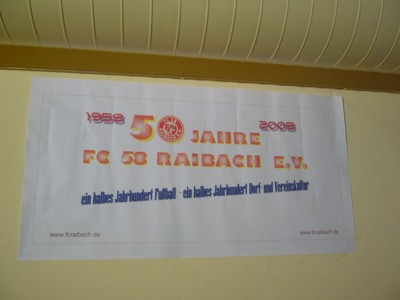 1958 50 JAHRE 2008
FC 58 RAIBACH E.V.
ein halbes Jahrhundert Fußball - ein halbes Jahrhundert Dorf- und Vereinskultur
www.fcraibach.de www.fcraibach.de